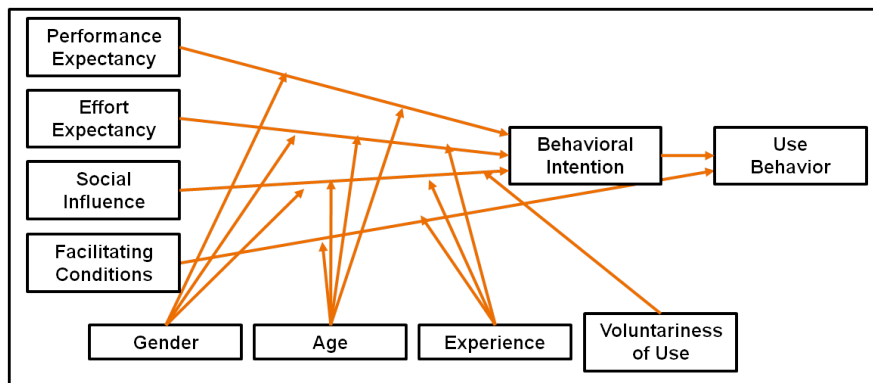 Performance
Expectancy
Effort
Expectancy
Social
Influence
Facilitating
Conditions
Behavioral
Intention
Use
Behavior
Gender
Age
Experience
Voluntariness
of Use